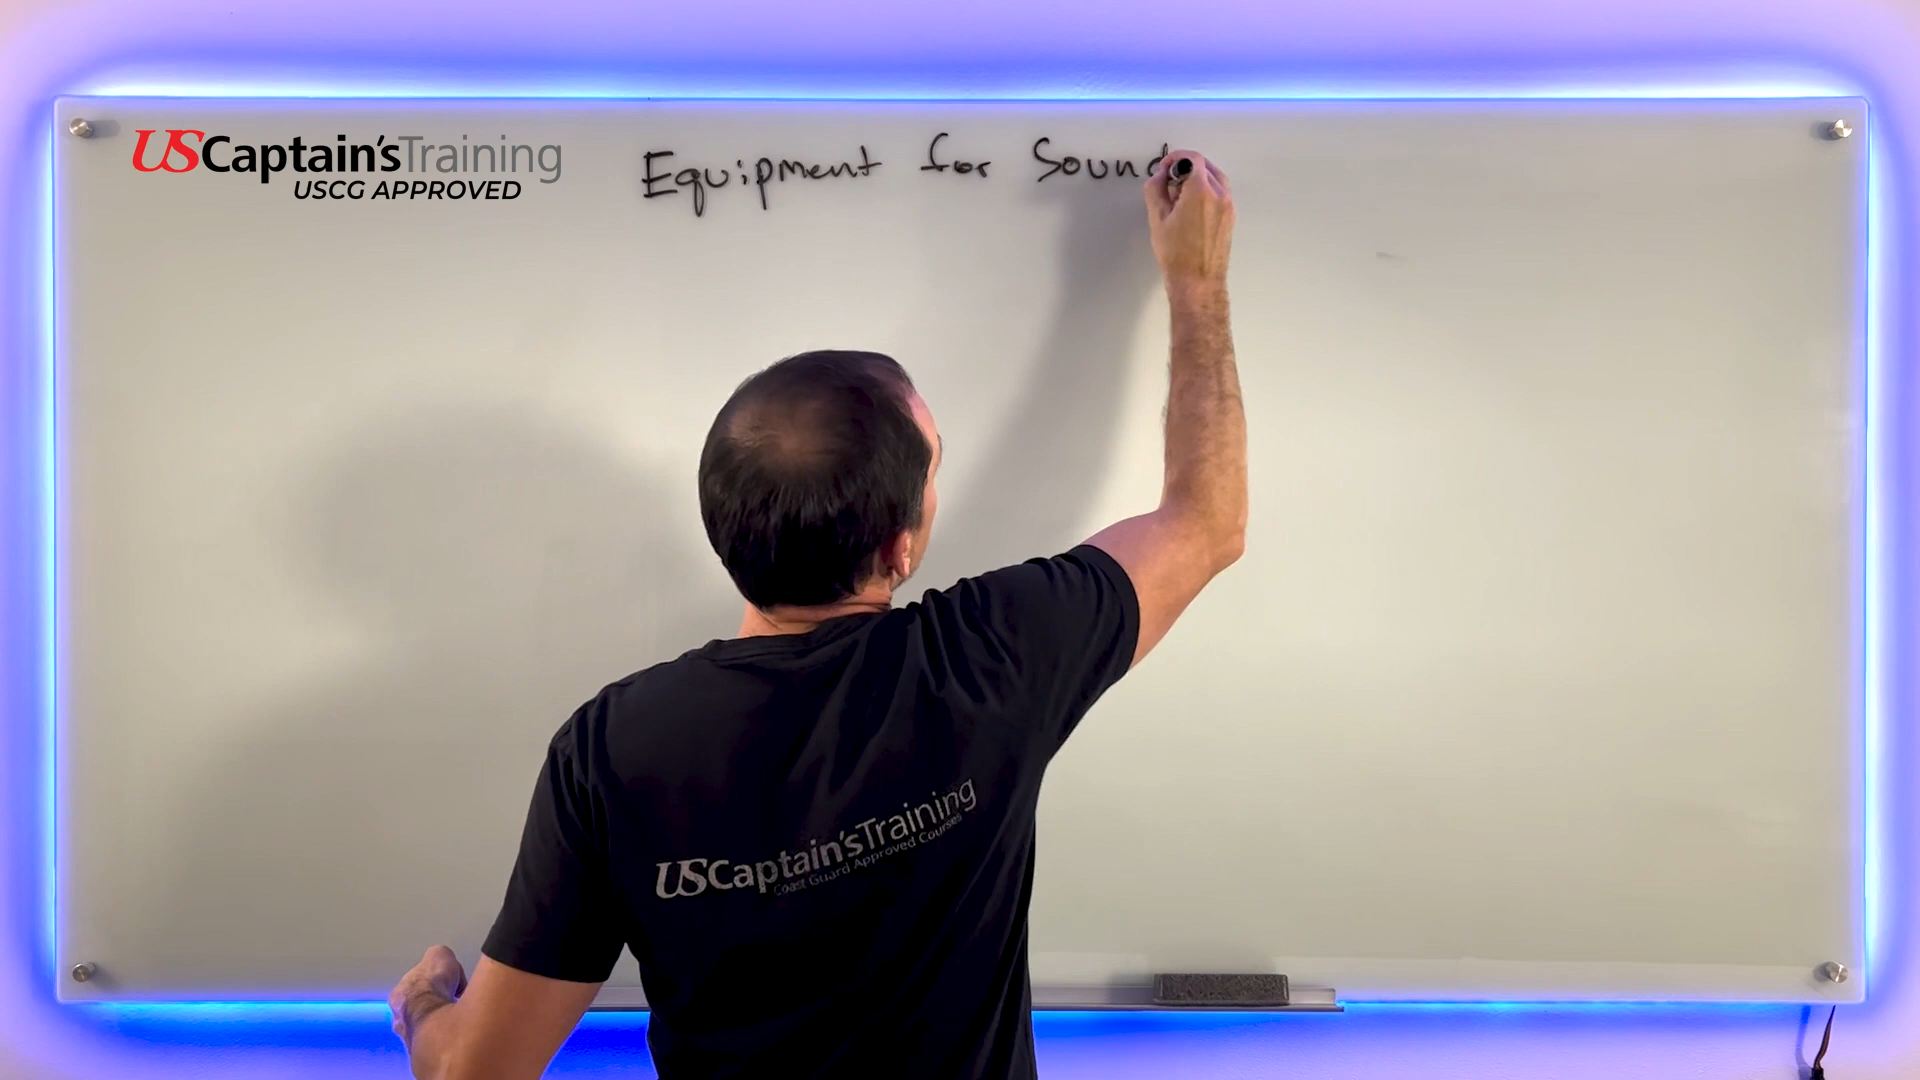 USCaptain'sTraining
USCG APPROVED
Equipment for Sound
USCaptain'sTraining
Coast Guard Approved Courses